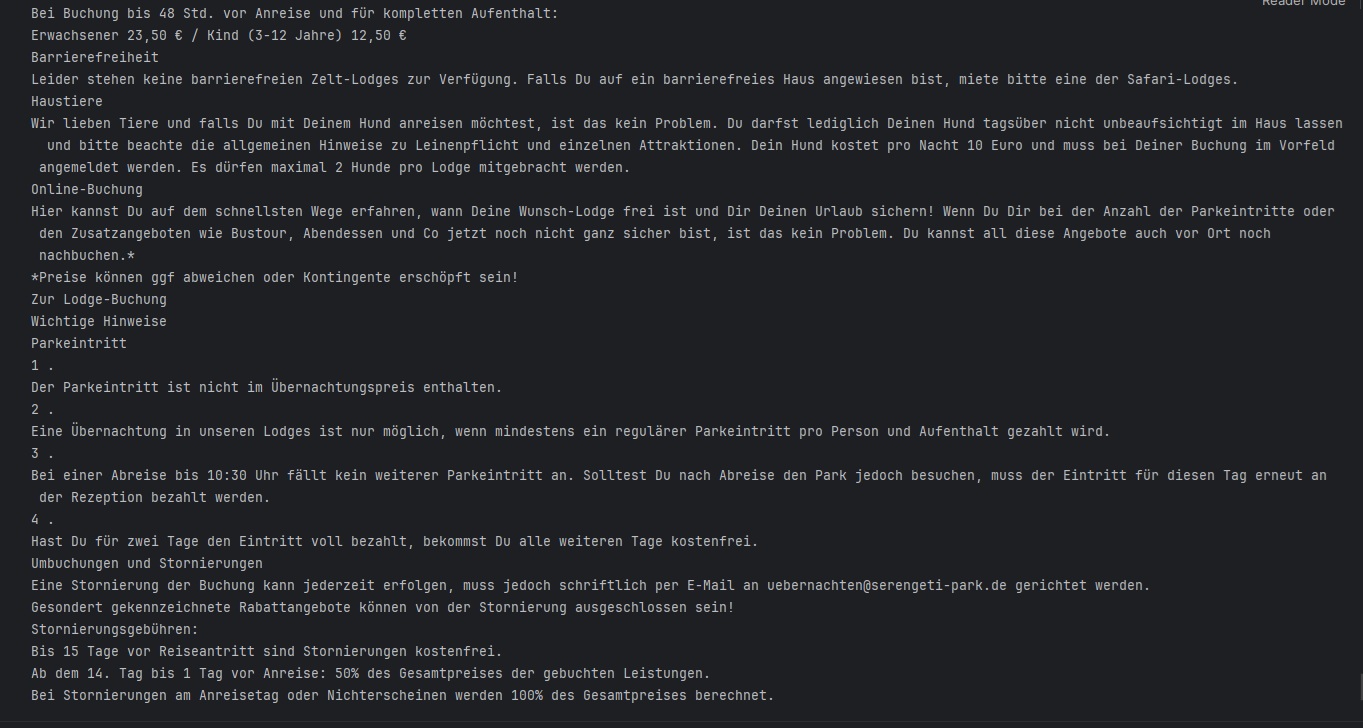 Reader Mode
Bei Buchung bis 48 Std. vor Anreise und für kompletten Aufenthalt:
Erwachsener 23,50 € / Kind (3-12 Jahre) 12,50 €
Barrierefreiheit
Leider stehen keine barrierefreien Zelt-Lodges zur Verfügung. Falls Du auf ein barrierefreies Haus angewiesen bist, miete bitte eine der Safari-Lodges.
Haustiere
Wir lieben Tiere und falls Du mit Deinem Hund anreisen möchtest, ist das kein Problem. Du darfst lediglich Deinen Hund tagsüber nicht unbeaufsichtigt im Haus lassen
und bitte beachte die allgemeinen Hinweise zu Leinenpflicht und einzelnen Attraktionen. Dein Hund kostet pro Nacht 10 Euro und muss bei Deiner Buchung im Vorfeld
angemeldet werden. Es dürfen maximal 2 Hunde pro Lodge mitgebracht werden.
Online-Buchung
Hier kannst Du auf dem schnellsten Wege erfahren, wann Deine Wunsch-Lodge frei ist und Dir Deinen Urlaub sichern! Wenn Du Dir bei der Anzahl der Parkeintritte oder
den Zusatzangeboten wie Bustour, Abendessen und Co jetzt noch nicht ganz sicher bist, ist das kein Problem. Du kannst all diese Angebote auch vor Ort noch
nachbuchen.*
*Preise können ggf abweichen oder Kontingente erschöpft sein!
Zur Lodge-Buchung
Wichtige Hinweise
Parkeintritt
1 .
Der Parkeintritt ist nicht im Übernachtungspreis enthalten.
2 .
Eine Übernachtung in unseren Lodges ist nur möglich, wenn mindestens ein regulärer Parkeintritt pro Person und Aufenthalt gezahlt wird.
3 .
Bei einer Abreise bis 10:30 Uhr fällt kein weiterer Parkeintritt an. Solltest Du nach Abreise den Park jedoch besuchen, muss der Eintritt für diesen Tag erneut an
der Rezeption bezahlt werden.
4 .
Hast Du für zwei Tage den Eintritt voll bezahlt, bekommst Du alle weiteren Tage kostenfrei.
Umbuchungen und Stornierungen
Eine Stornierung der Buchung kann jederzeit erfolgen, muss jedoch schriftlich per E-Mail an uebernachten@serengeti-park.de gerichtet werden.
Gesondert gekennzeichnete Rabattangebote können von der Stornierung ausgeschlossen sein!
Stornierungsgebühren:
Bis 15 Tage vor Reiseantritt sind Stornierungen kostenfrei.
Ab dem 14. Tag bis 1 Tag vor Anreise: 50% des Gesamtpreises der gebuchten Leistungen.
Bei Stornierungen am Anreisetag oder Nichterscheinen werden 100% des Gesamtpreises berechnet.